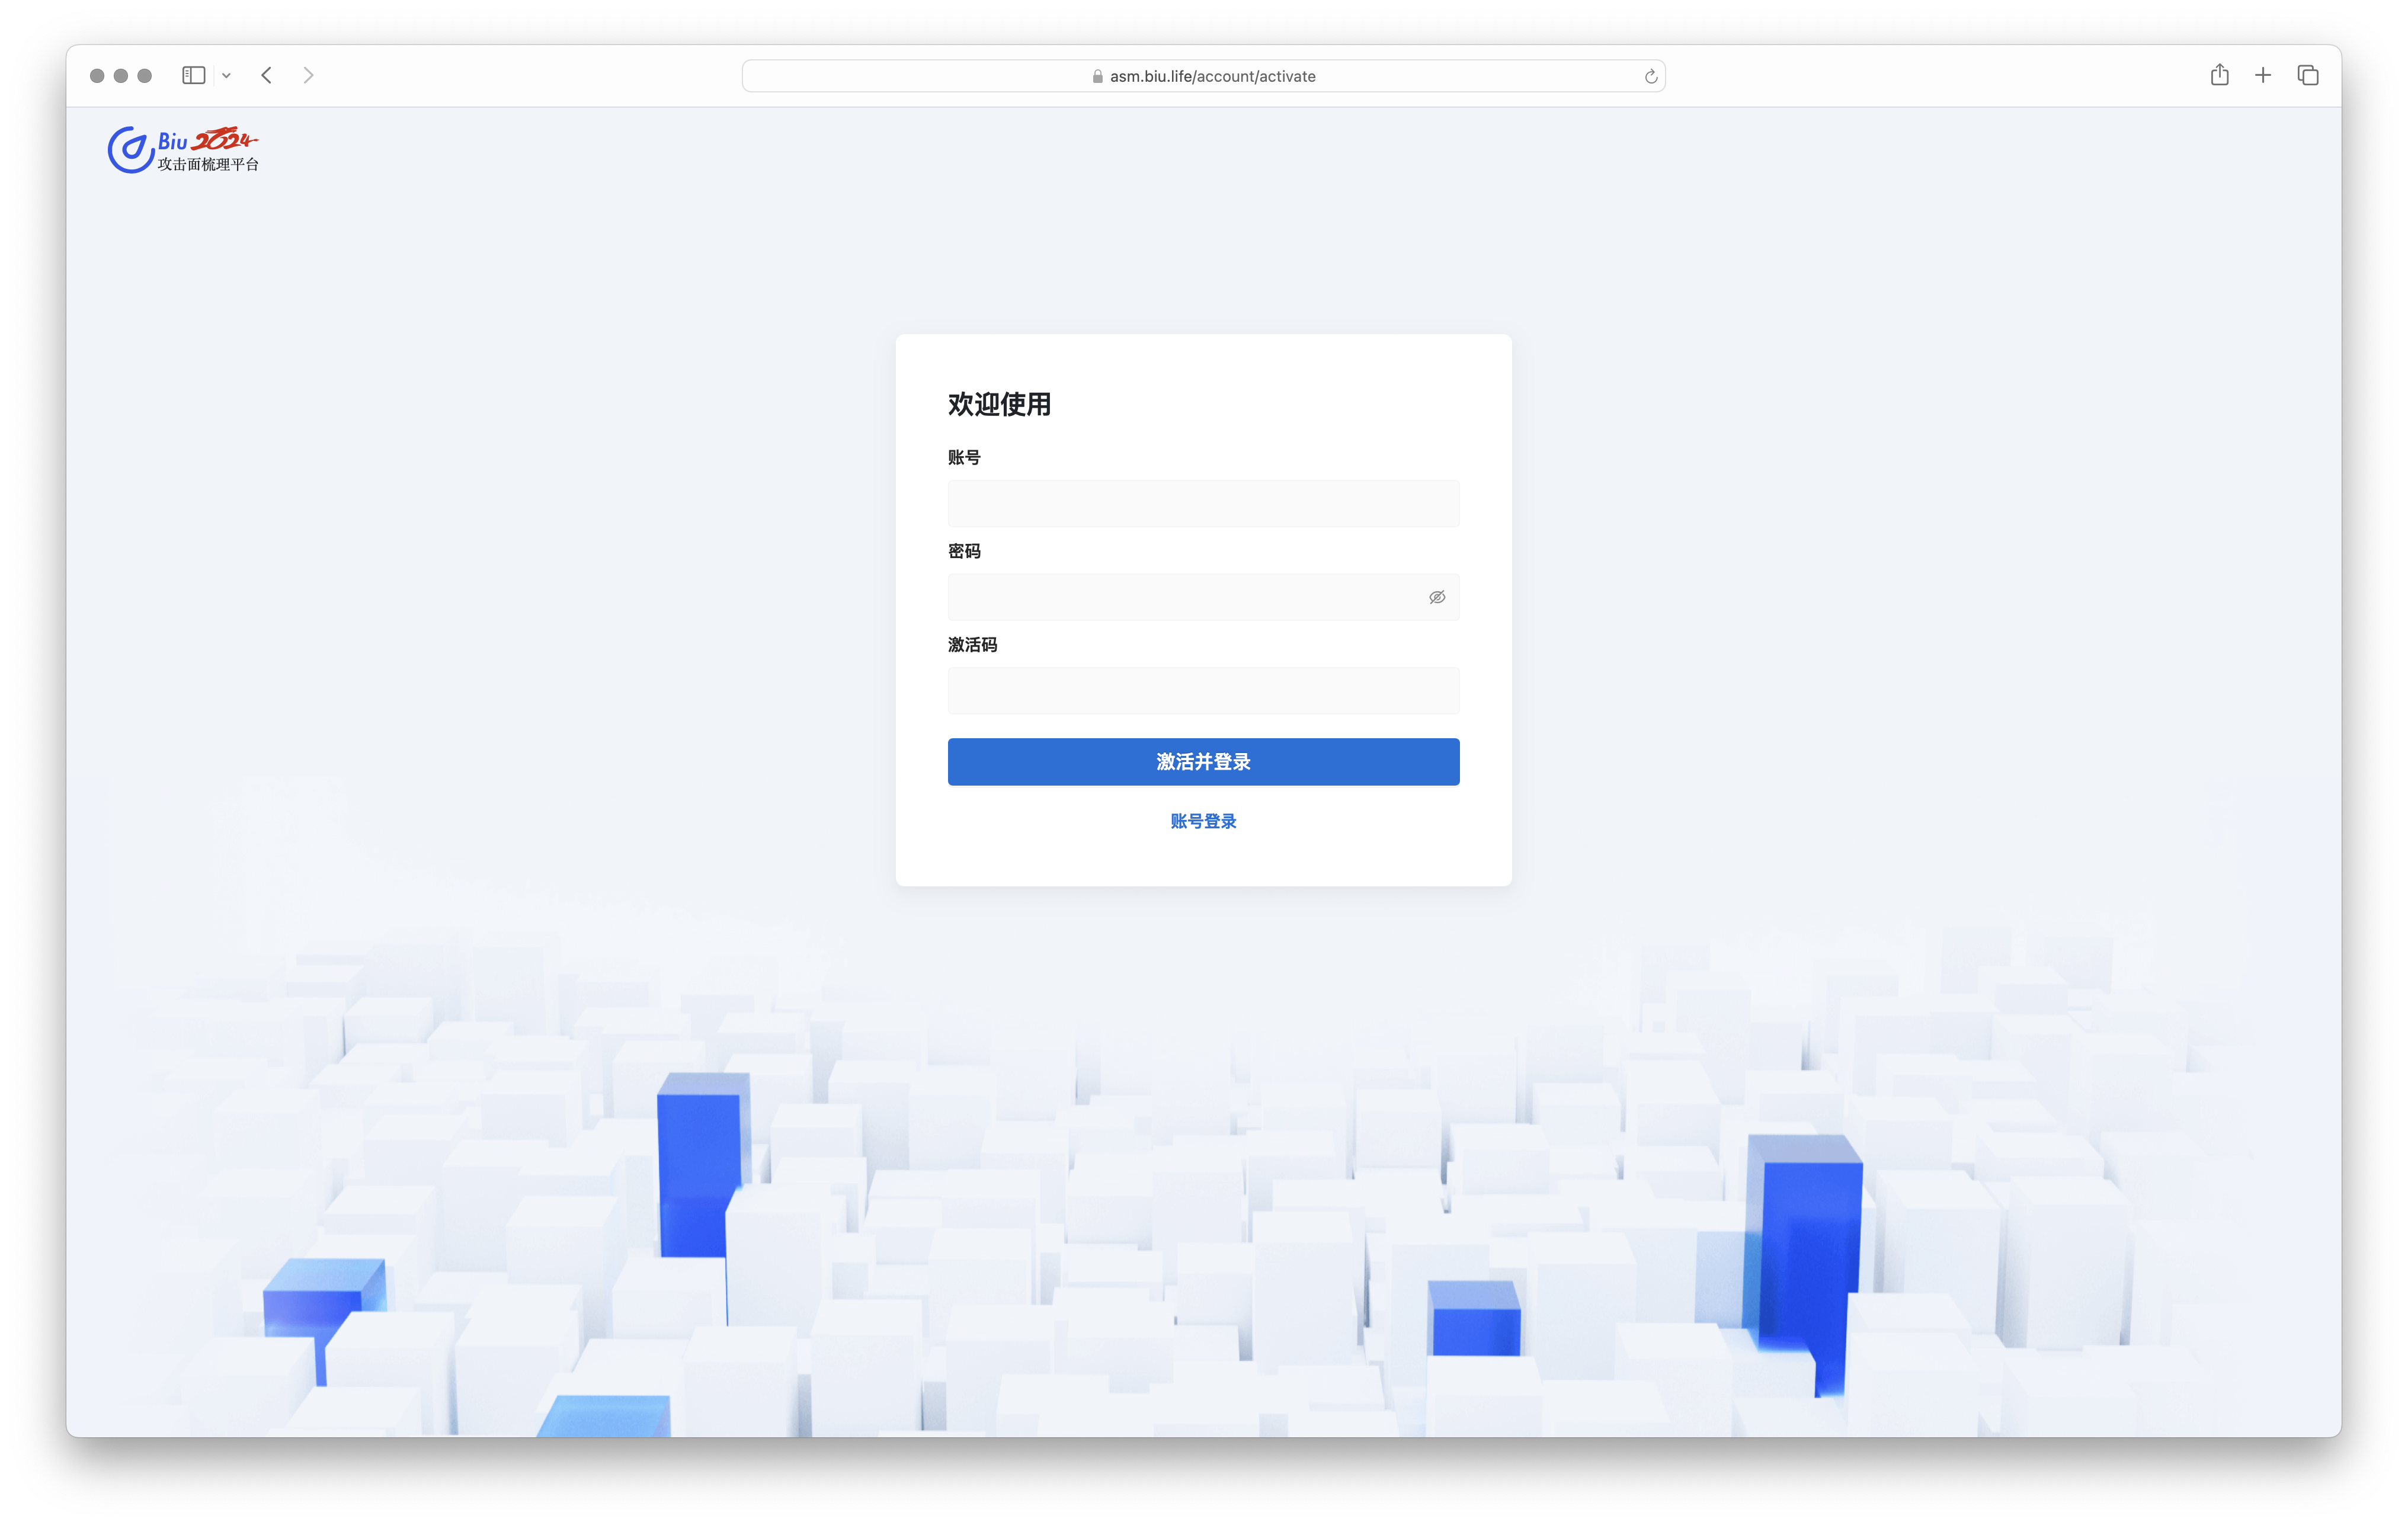 asm.biu.life/account/activate
Biu 2024
攻击面梳理平台
欢迎使用
账号
密码
激活码
激活并登录
账号登录